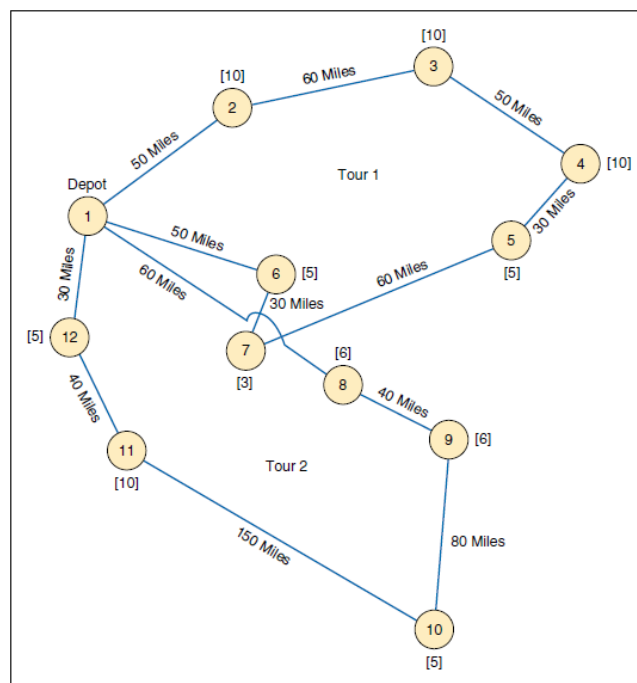 [10]
3
60 Miles
[10]
2
50 Miles
50 Miles
4
[10]
Tour 1
Depot
30 Miles
1
50 Miles
5
[5]
6
[5]
60 Miles
60 Miles
30 Miles
30 Miles
[5]
12
7
[3]
[6]
8
40 Miles
40 Miles
9
[6]
11
[10]
Tour 2
150 Miles
80 Miles
10
[5]